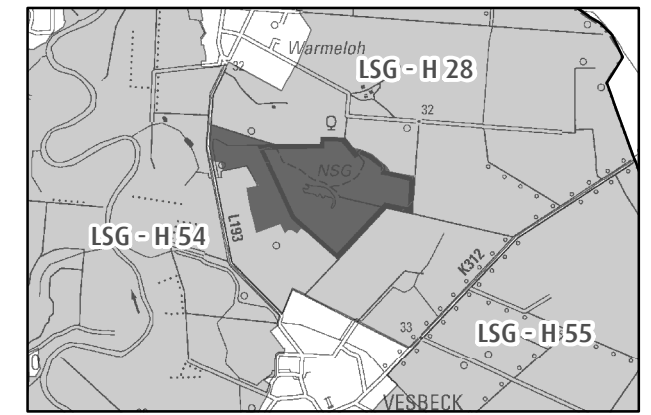 Warmeloh
LSG - H 28
32
32
NSG
LSG - H 54
L193
K312
33
LSG - H 55
VESBECK